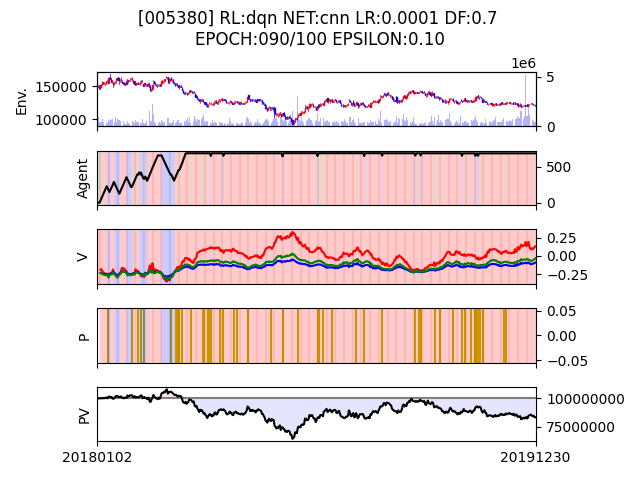 [005380] RL:dqn NET:cnn LR:0.0001 DF:0.7
EPOCH:090/100 EPSILON:0.10
1e6
Env.
150000
100000
5
0
Agent
500
0
V
0.25
0.00
−0.25
P
0.05
0.00
−0.05
PV
100000000
75000000
20180102
20191230